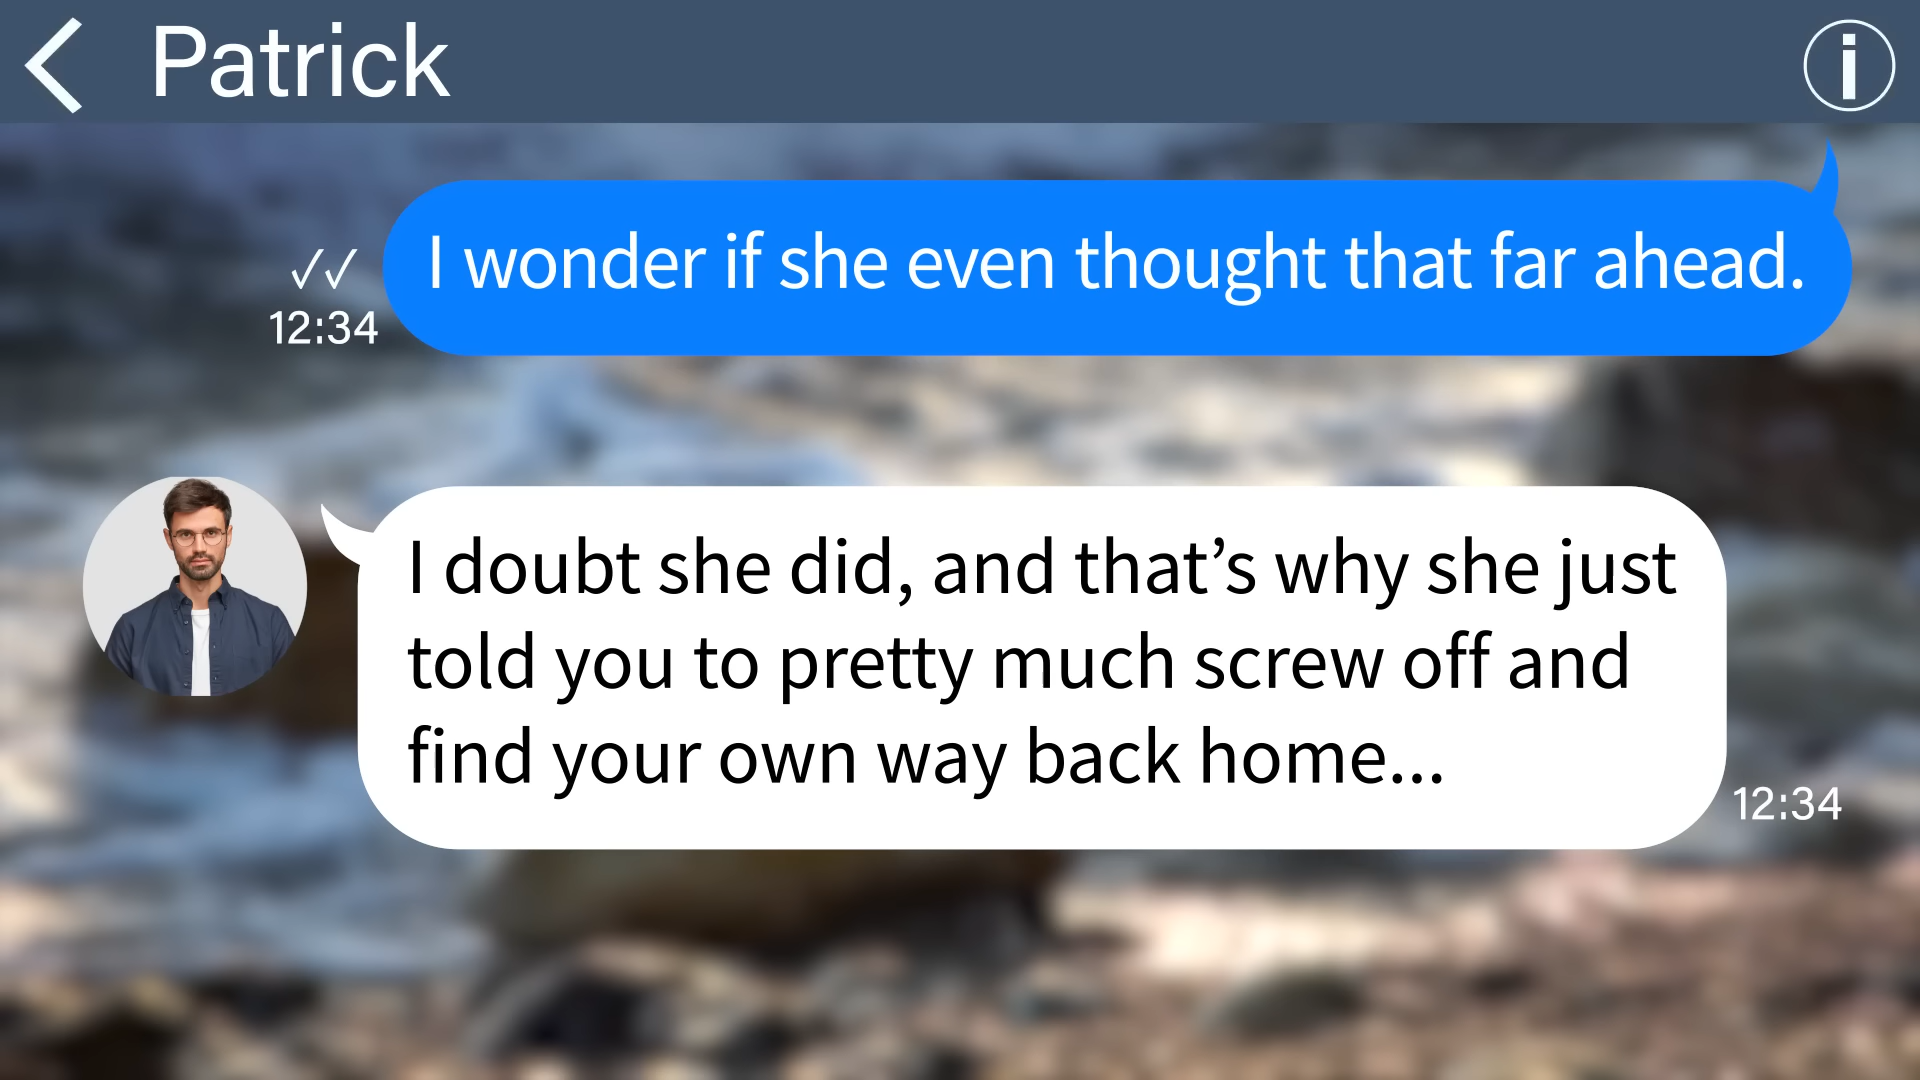 Patrick
I wonder if she even thought that far ahead.
✓✓
12:34
I doubt she did, and that’s why she just
told you to pretty much screw off and
find your own way back home...
12:34